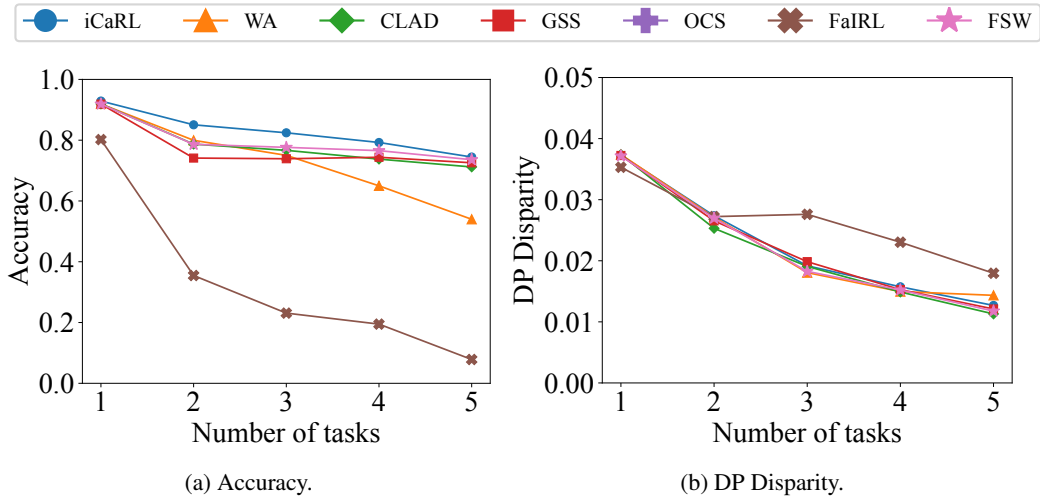 iCaRL WA CLAD GSS OCS FaIRL FSW
1.0
0.8
0.6
0.4
0.2
0.0
Accuracy
1 2 3 4 5
Number of tasks
(a) Accuracy.
0.05
0.04
0.03
0.02
0.01
0.00
DP Disparity
1 2 3 4 5
Number of tasks
(b) DP Disparity.